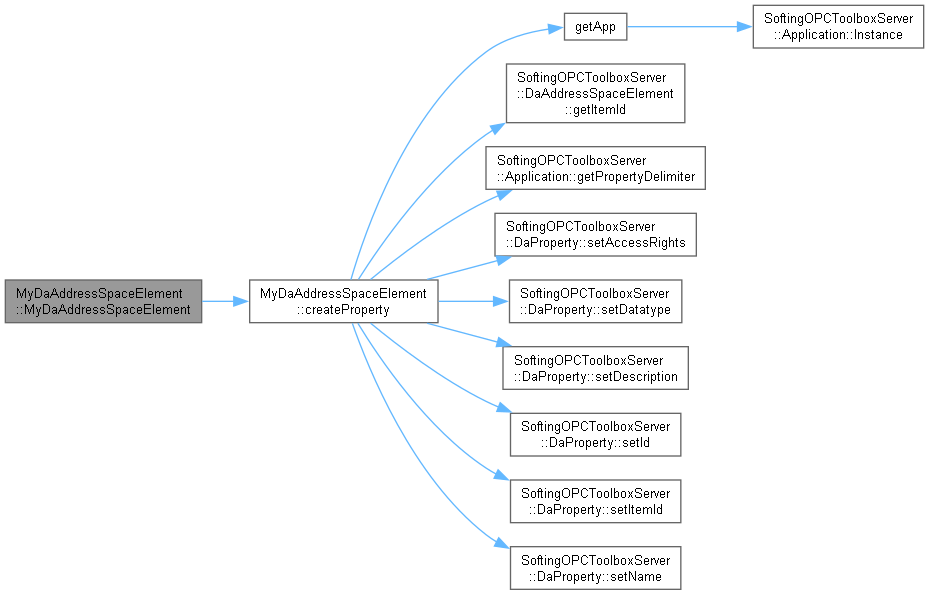 getApp
SoftingOPCToolboxServer
::Application::Instance
SoftingOPCToolboxServer
::DaAddressSpaceElement
::getItemId
SoftingOPCToolboxServer
::Application::getPropertyDelimiter
SoftingOPCToolboxServer
::DaProperty::setAccessRights
MyDaAddressSpaceElement
::MyDaAddressSpaceElement
MyDaAddressSpaceElement
::createProperty
SoftingOPCToolboxServer
::DaProperty::setDatatype
SoftingOPCToolboxServer
::DaProperty::setDescription
SoftingOPCToolboxServer
::DaProperty::setId
SoftingOPCToolboxServer
::DaProperty::setItemId
SoftingOPCToolboxServer
::DaProperty::setName